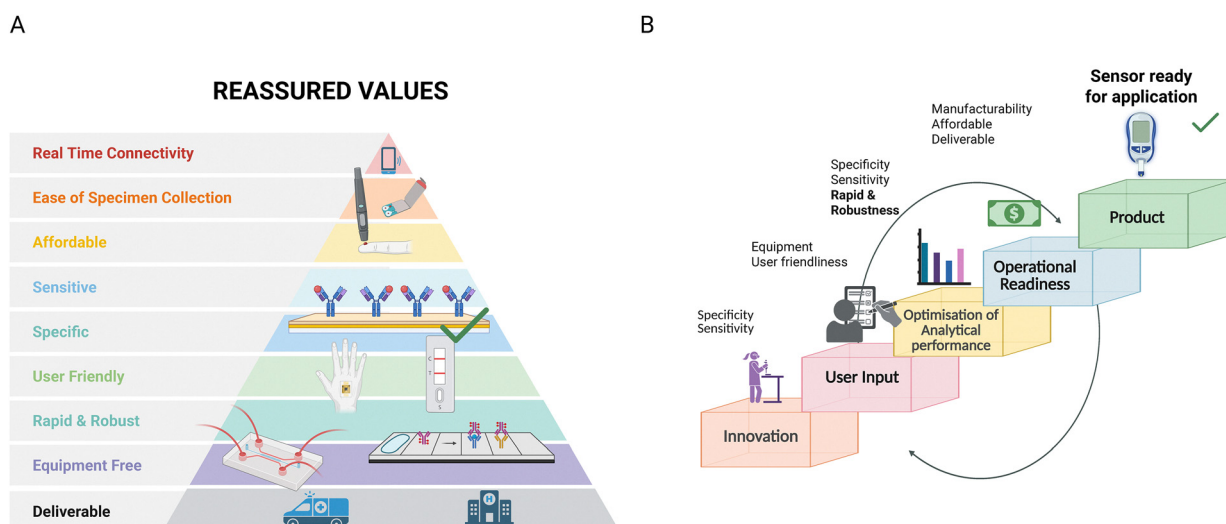 A
REASSURED VALUES
Real Time Connectivity
Ease of Specimen Collection
Affordable
Sensitive
Specific
User Friendly
Rapid & Robust
Equipment Free
Deliverable
C
T
S
H
B
Sensor ready
for application
Manufacturability
Affordable
Deliverable
Specificity
Sensitivity
Rapid &
Robustness
Equipment
User friendliness
Specificity
Sensitivity
$
Product
Operational
Readiness
Optimisation of
Analytical
performance
User Input
Innovation